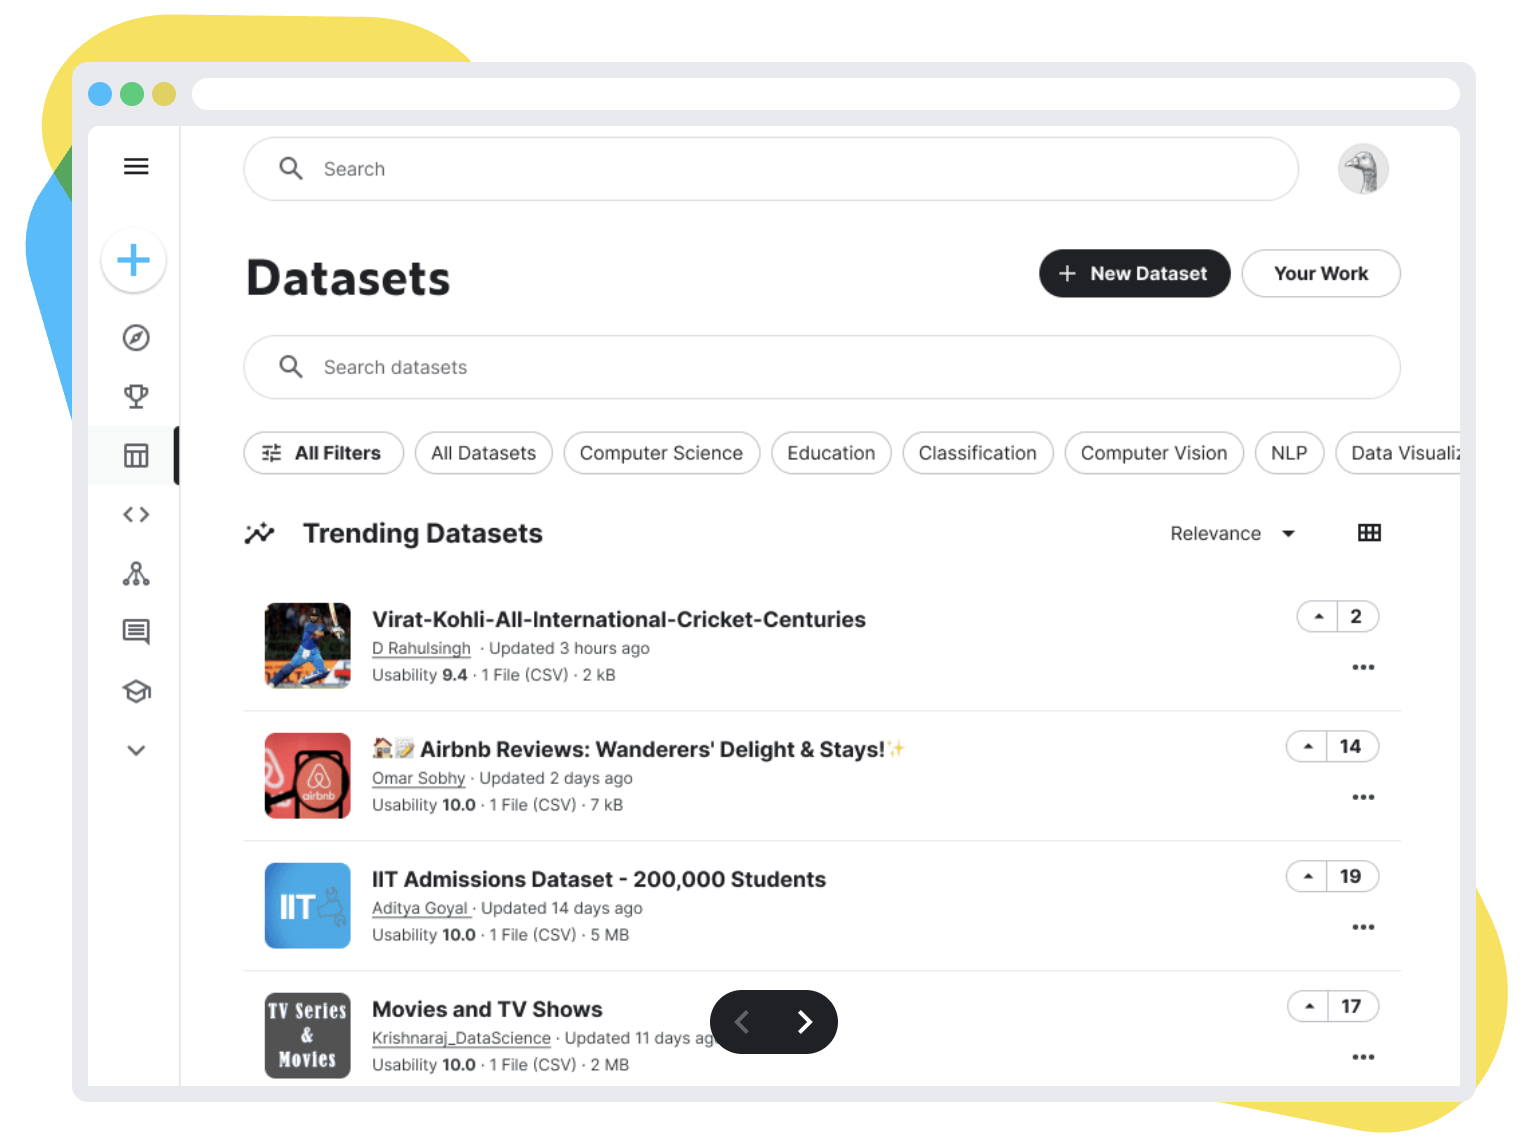 Search
Datasets
New Dataset
Your Work
Search datasets
All Filters
All Datasets
Computer Science
Education
Classification
Computer Vision
NLP
Data Visualiz
Trending Datasets
Relevance
Virat-Kohli-All-International-Cricket-Centuries
2
D Rahulsingh · Updated 3 hours ago
Usability 9.4 · 1 File (CSV) · 2 kB
🏠📝 Airbnb Reviews: Wanderers' Delight & Stays!✨
14
Omar Sobhy · Updated 2 days ago
Usability 10.0 · 1 File (CSV) · 7 kB
airbnb
IIT Admissions Dataset - 200,000 Students
19
Aditya Goyal · Updated 14 days ago
Usability 10.0 · 1 File (CSV) · 5 MB
IIT
Movies and TV Shows
17
Krishnaraj_DataScience · Updated 11 days ag
Usability 10.0 · 1 File (CSV) · 2 MB
TV Series
&
Movies